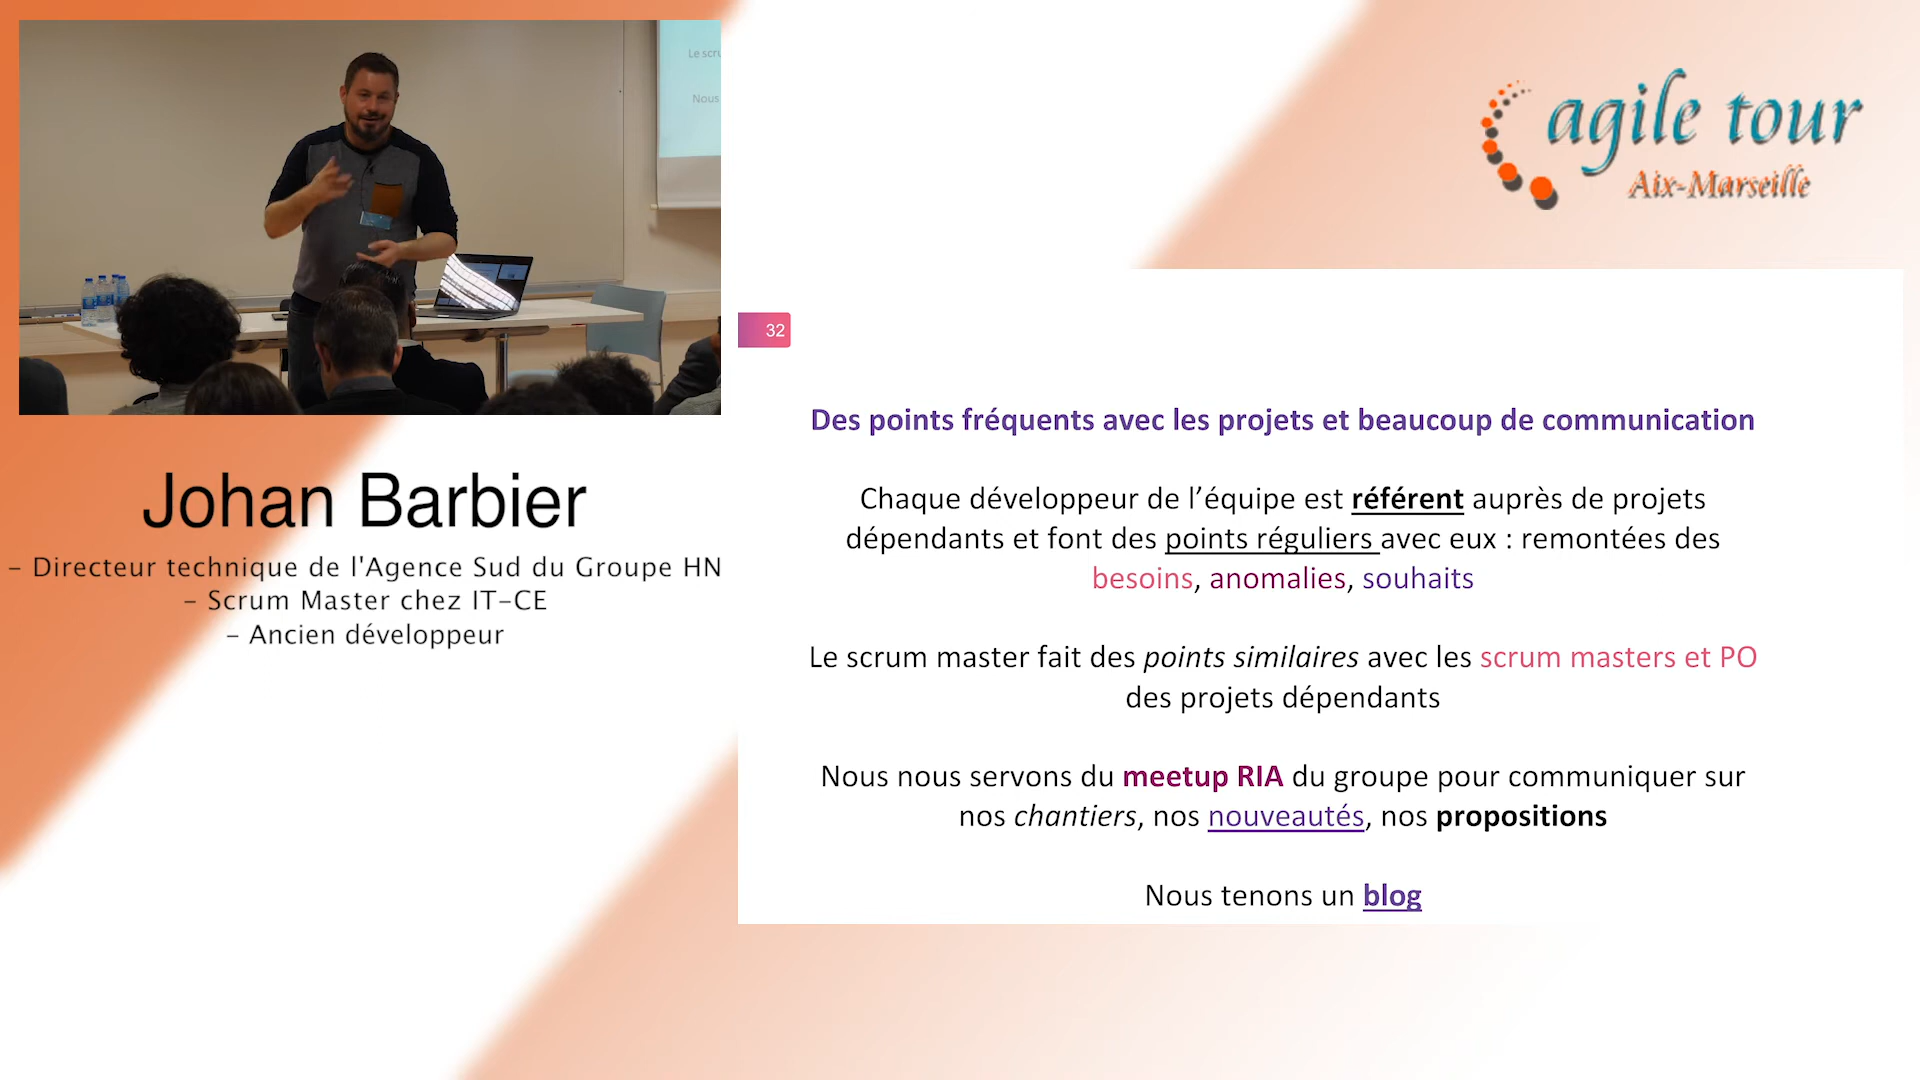 Le scru
Nous
agile tour
Aix-Marseille
32
Des points fréquents avec les projets et beaucoup de communication
Chaque développeur de l’équipe est référent auprès de projets
dépendants et font des points réguliers avec eux : remontées des
besoins, anomalies, souhaits
Le scrum master fait des points similaires avec les scrum masters et PO
des projets dépendants
Nous nous servons du meetup RIA du groupe pour communiquer sur
nos chantiers, nos nouveautés, nos propositions
Nous tenons un blog
Johan Barbier
- Directeur technique de l'Agence Sud du Groupe HN
- Scrum Master chez IT-CE
- Ancien développeur